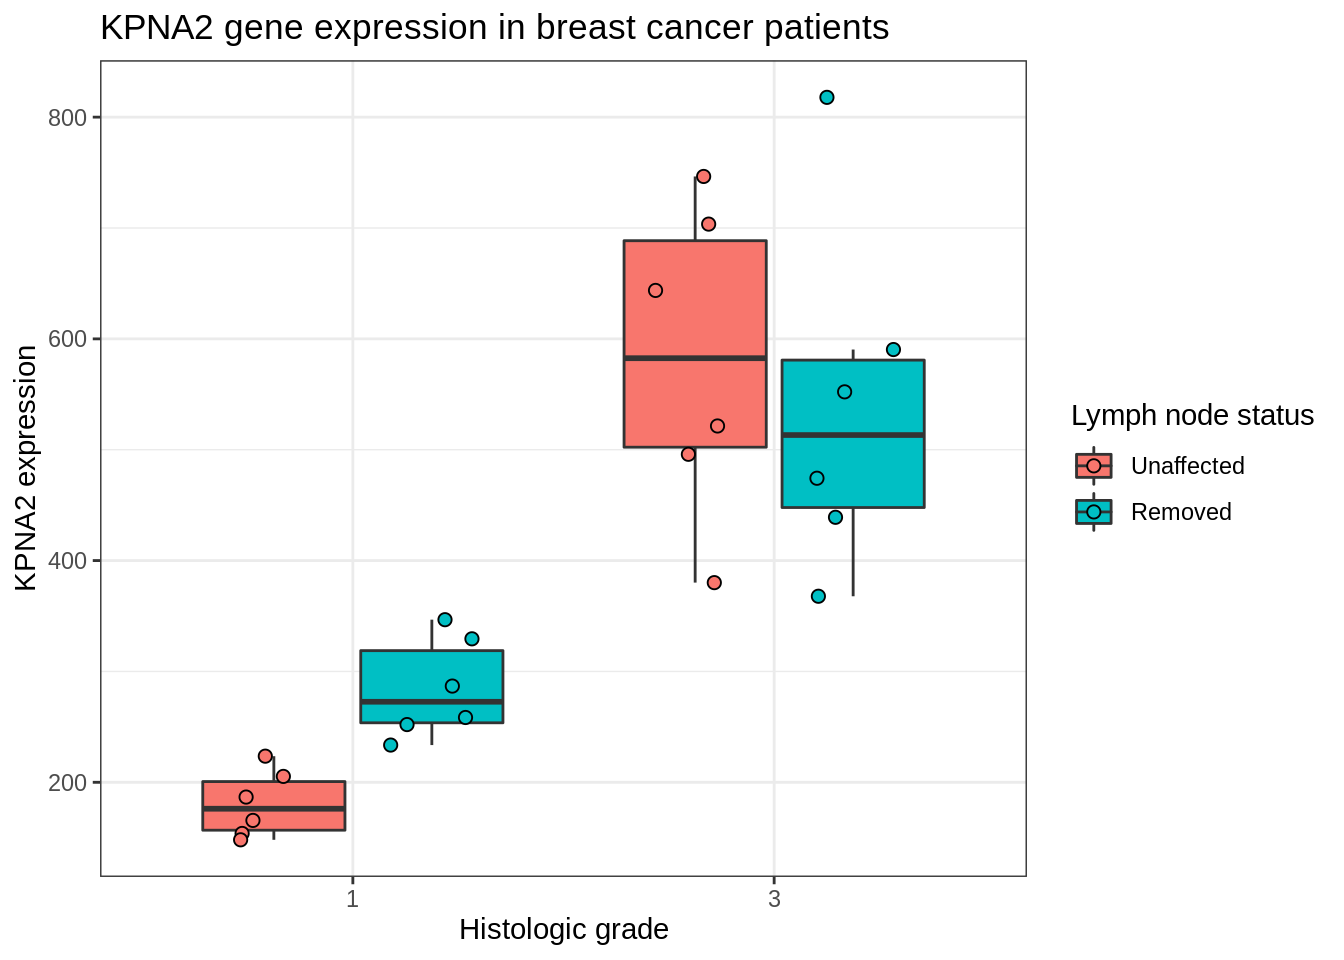 KPNA2 gene expression in breast cancer patients
KPNA2 expression
800
600
400
200
1
3
Histologic grade
Lymph node status
Unaffected
Removed